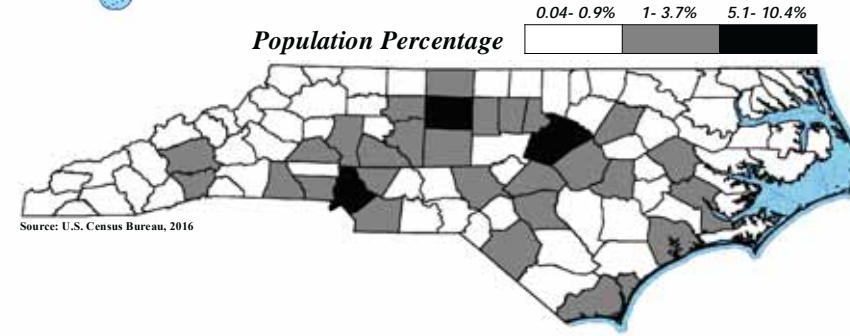 0.04- 0.9% 1- 3.7% 5.1- 10.4%
Population Percentage
Source: U.S. Census Bureau, 2016